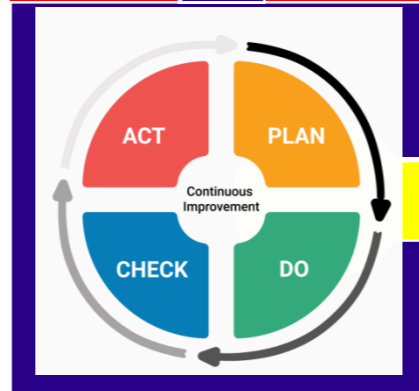 ACT
PLAN
Continuous
Improvement
CHECK
DO